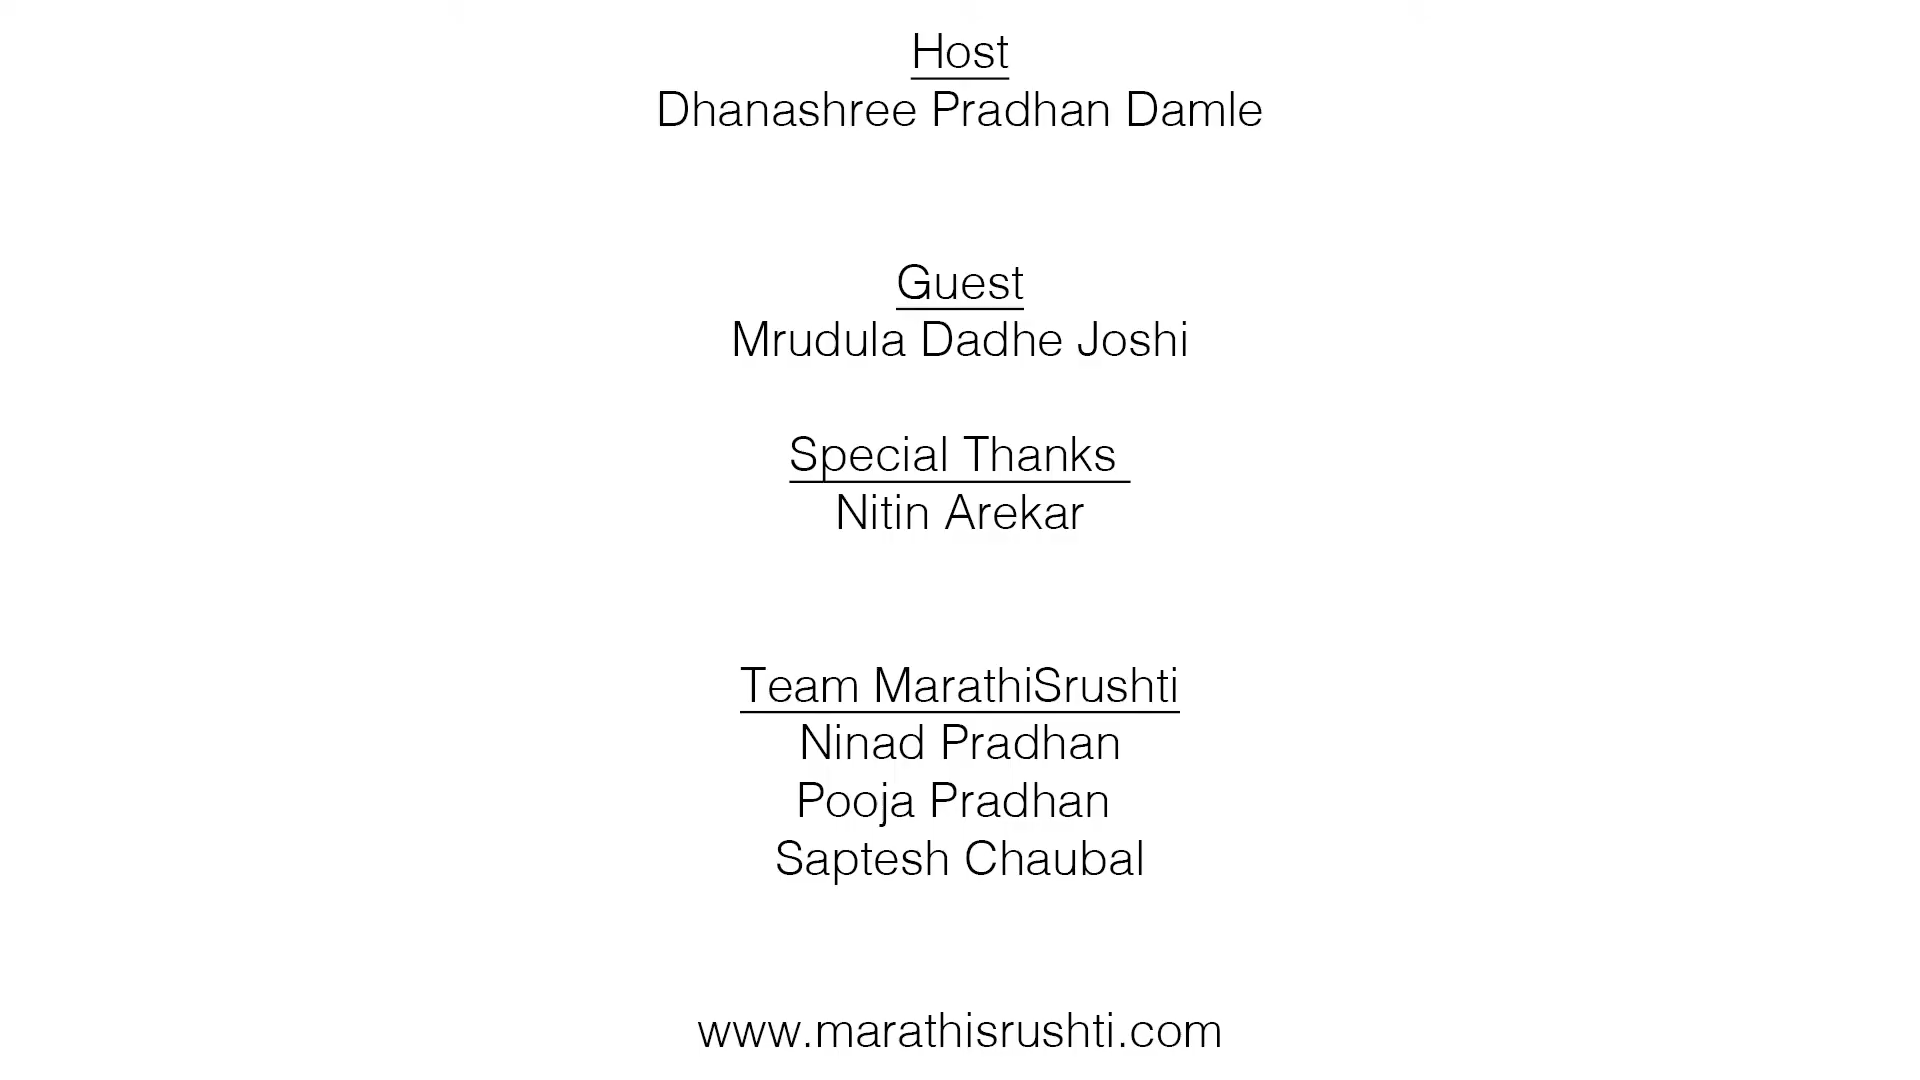 Host
Dhanashree Pradhan Damle
Guest
Mrudula Dadhe Joshi
Special Thanks
Nitin Arekar
Team MarathiSrushti
Ninad Pradhan
Pooja Pradhan
Saptesh Chaubal
www.marathisrushti.com